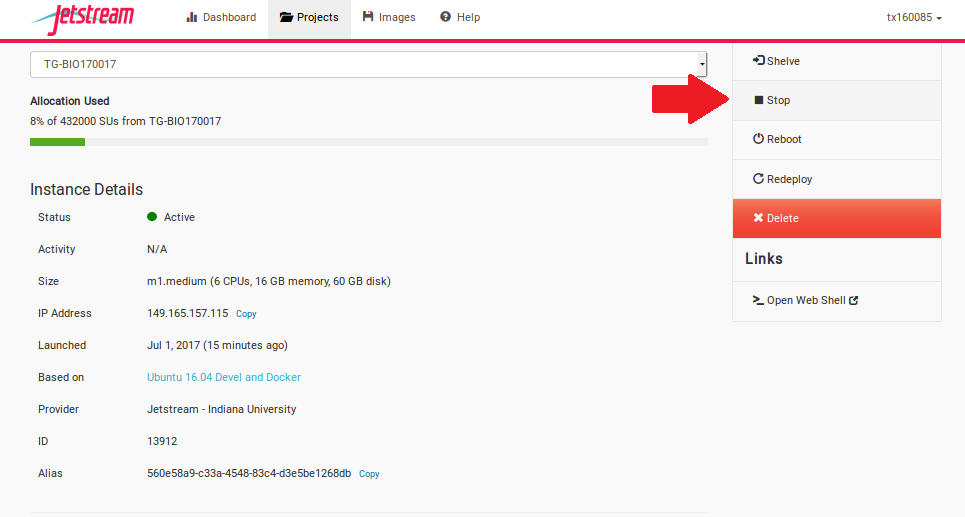 Jetstream
Dashboard
Projects
Images
Help
tx160085
TG-BIO170017
Allocation Used
8% of 432000 SUs from TG-BIO170017
Instance Details
Status Active
Activity N/A
Size m1.medium (6 CPUs, 16 GB memory, 60 GB disk)
IP Address 149.165.157.115 Copy
Launched Jul 1, 2017 (15 minutes ago)
Based on Ubuntu 16.04 Devel and Docker
Provider Jetstream - Indiana University
ID 13912
Alias 560e58a9-c33a-4548-83c4-d3e5be1268db Copy
Shelve
Stop
Reboot
Redeploy
Delete
Links
Open Web Shell